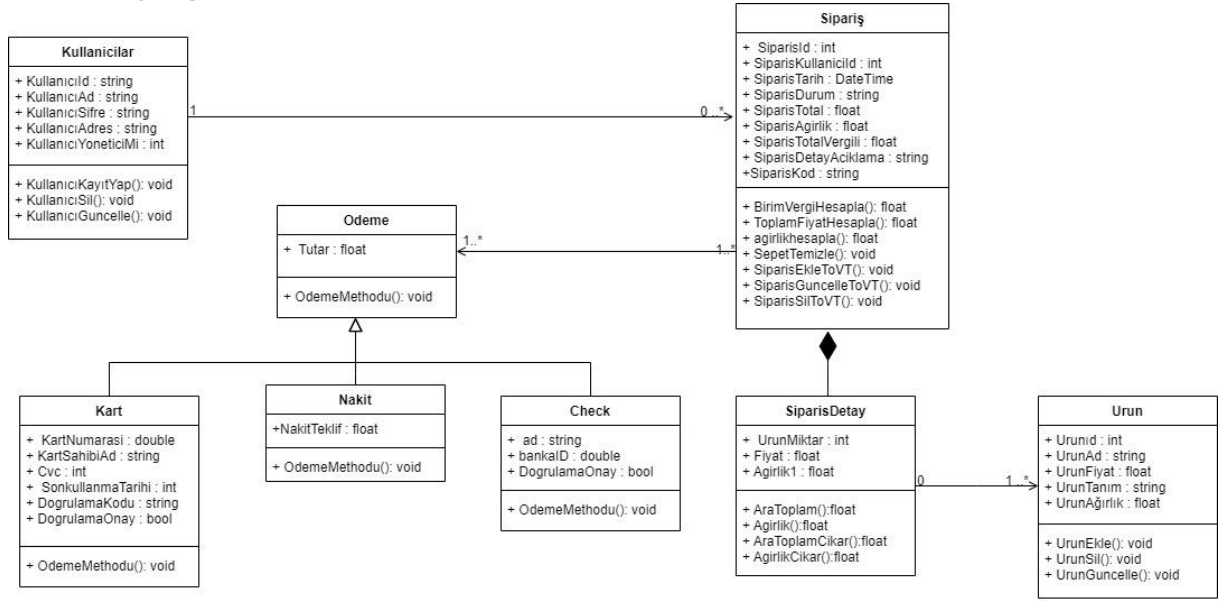 Kullanicilar
+ KullanıcıId : string
+ KullanıcıAd : string
+ KullanıcıSifre : string
+ KullanıcıAdres : string
+ KullanıcıYoneticiMi : int
+ KullanıcıKayıtYap(): void
+ KullanıcıSil(): void
+ KullanıcıGuncelle(): void
1
0 ..*
Sipariş
+ SiparisId : int
+ SiparisKullaniciId : int
+ SiparisTarih : DateTime
+ SiparisDurum : string
+ SiparisTotal : float
+ SiparisAgirlik : float
+ SiparisTotalVergili : float
+ SiparisDetayAciklama : string
+SiparisKod : string
+ BirimVergiHesapla(): float
+ ToplamFiyatHesapla(): float
+ agirlikhesapla(): float
+ SepetTemizle(): void
+ SiparisEkleToVT(): void
+ SiparisGuncelleToVT(): void
+ SiparisSilToVT(): void
Odeme
+ Tutar : float
+ OdemeMethodu(): void
1..*
1..*
Kart
+ KartNumarasi : double
+ KartSahibiAd : string
+ Cvc : int
+ SonkullanmaTarihi : int
+ DogrulamaKodu : string
+ DogrulamaOnay : bool
+ OdemeMethodu(): void
Nakit
+NakitTeklif : float
+ OdemeMethodu(): void
Check
+ ad : string
+ bankaID : double
+ DogrulamaOnay : bool
+ OdemeMethodu(): void
SiparisDetay
+ UrunMiktar : int
+ Fiyat : float
+ Agirlik1 : float
+ AraToplam():float
+ Agirlik():float
+ AraToplamCikar():float
+ AgirlikCikar():float
0
1..*
Urun
+ Urunıd : int
+ UrunAd : string
+ UrunFiyat : float
+ UrunTanım : string
+ UrunAğırlık : float
+ UrunEkle(): void
+ UrunSil(): void
+ UrunGuncelle(): void